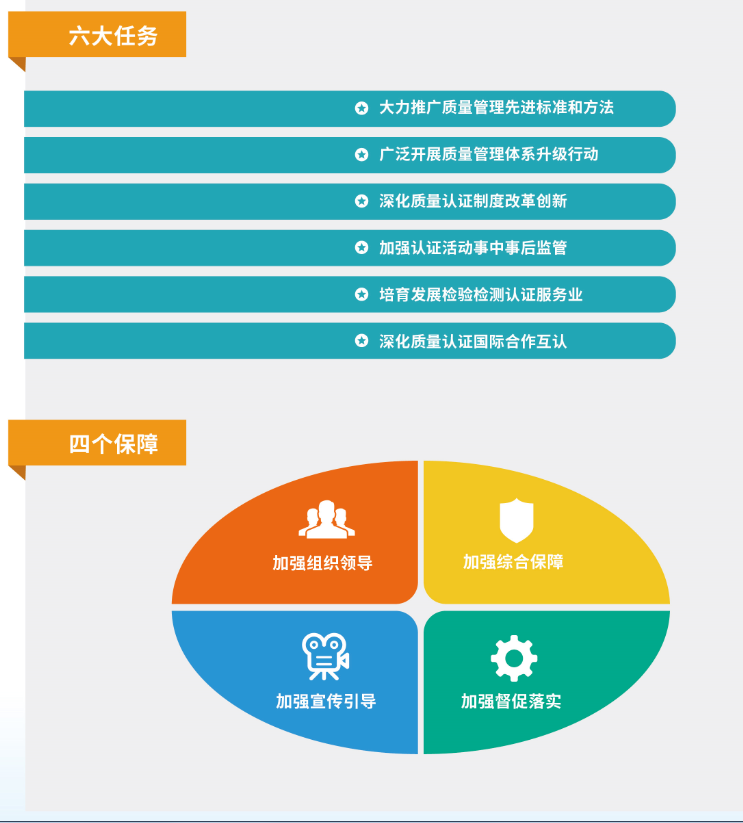 六大任务
大力推广质量管理先进标准和方法
广泛开展质量管理体系升级行动
深化质量认证制度改革创新
加强认证活动事中事后监管
培育发展检验检测认证服务业
深化质量认证国际合作互认
四个保障
加强组织领导
加强综合保障
加强宣传引导
加强督促落实